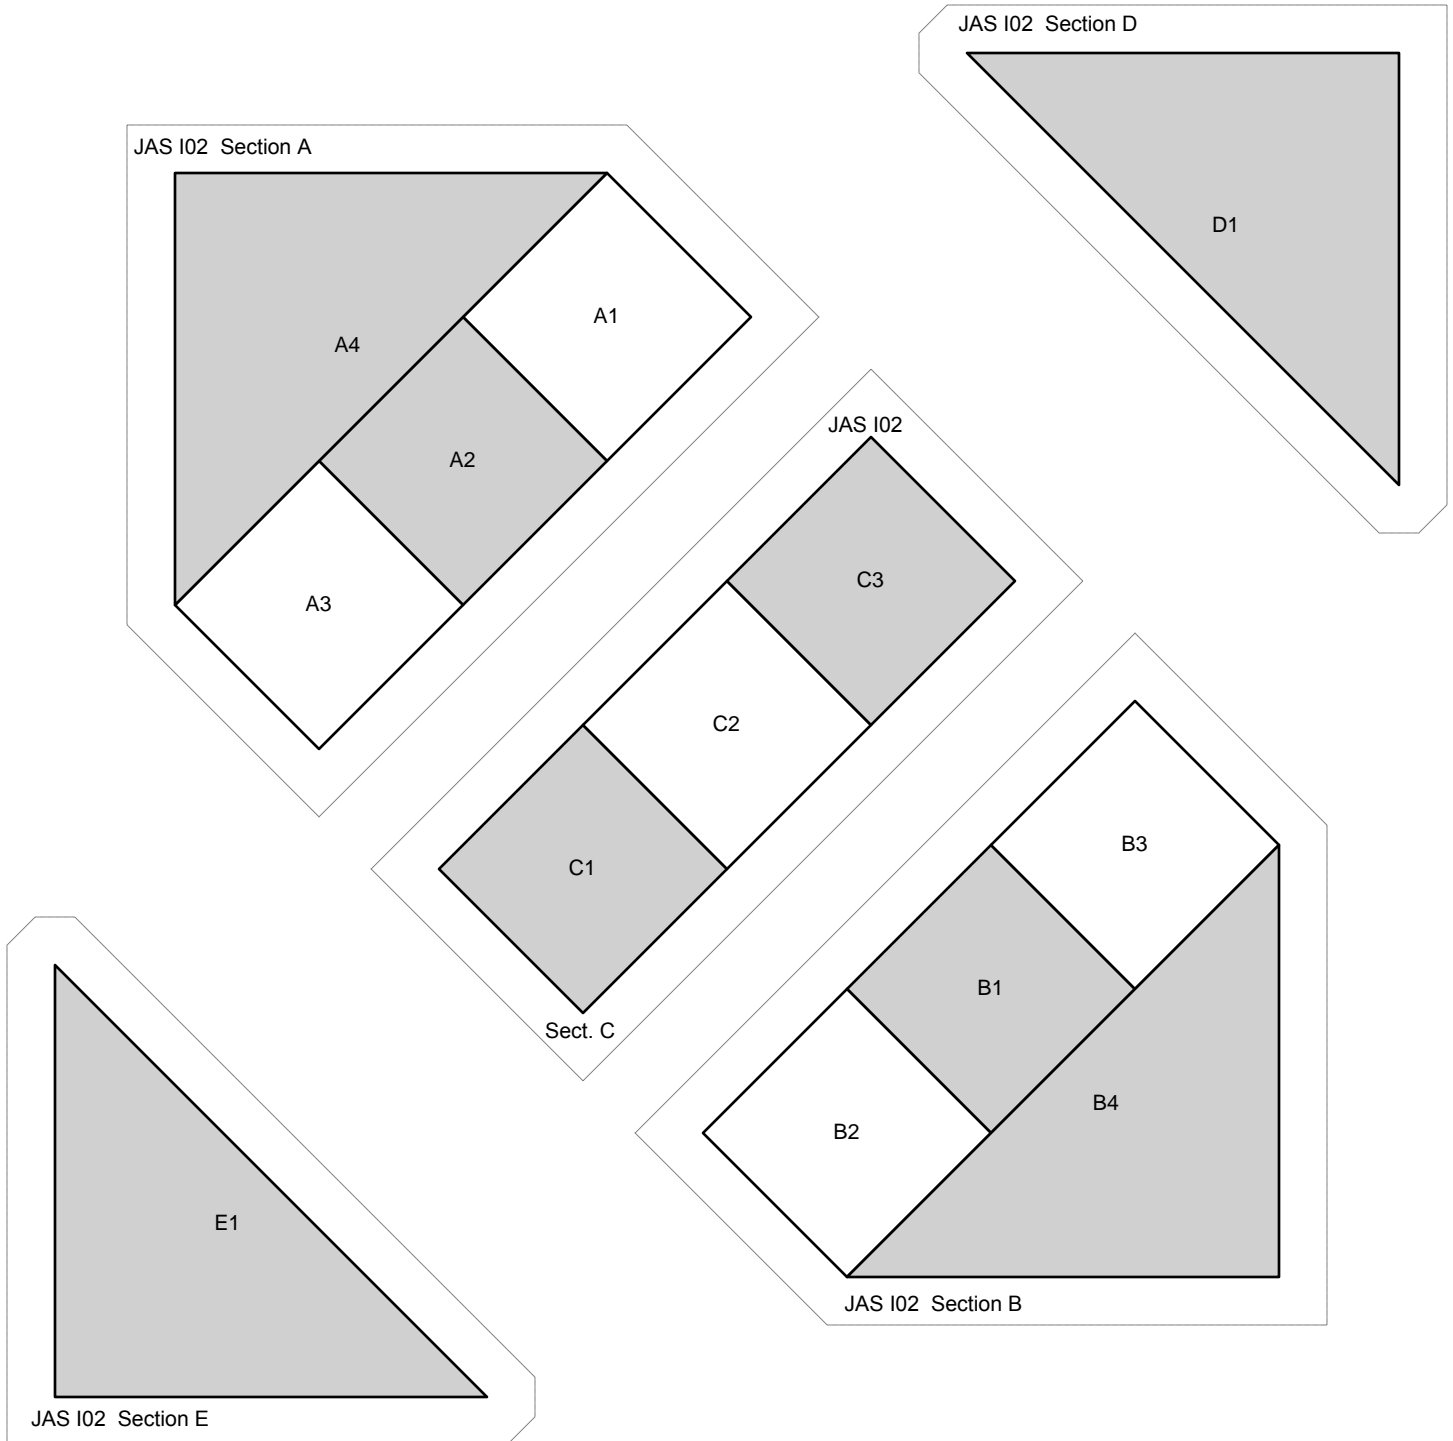 JAS I02  Section D
D1
JAS I02  Section A
A1
A4
A2
A3
JAS I02
C3
C2
C1
Sect. C
B3
B1
B4
B2
JAS I02  Section B
E1
JAS I02  Section E